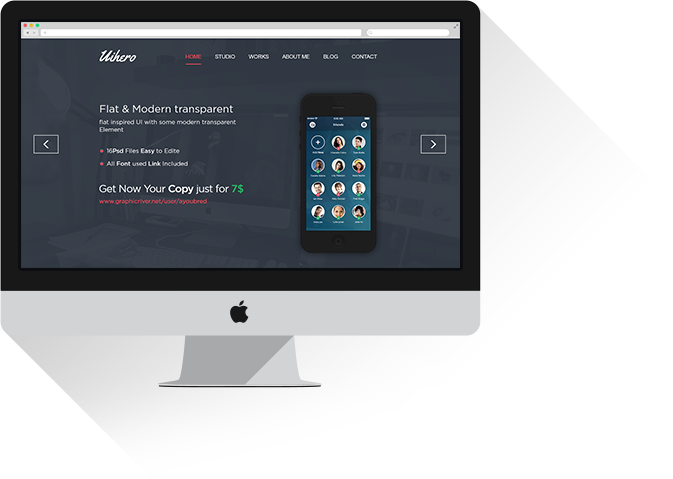 Uihero
HOME STUDIO WORKS ABOUT ME BLOG CONTACT
Flat & Modern transparent
flat inspired UI with some modern transparent
Element
16Psd Files Easy to Edite
All Font used Link Included
Get Now Your Copy just for 7$
www.graphicriver.net/user/ayoubred